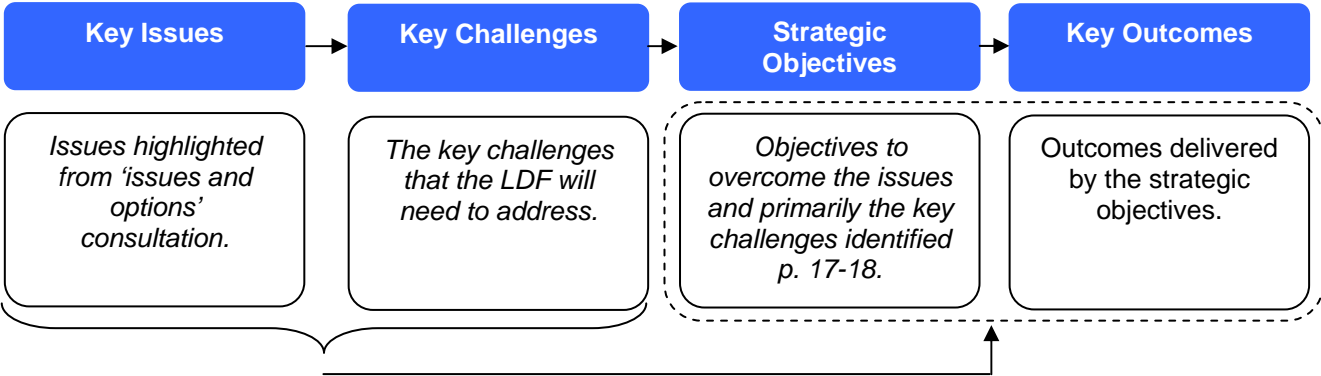 Key Issues
Key Challenges
Strategic
Objectives
Key Outcomes
Issues highlighted
from ‘issues and
options’
consultation.
The key challenges
that the LDF will
need to address.
Objectives to
overcome the issues
and primarily the key
challenges identified
p. 17-18.
Outcomes delivered
by the strategic
objectives.